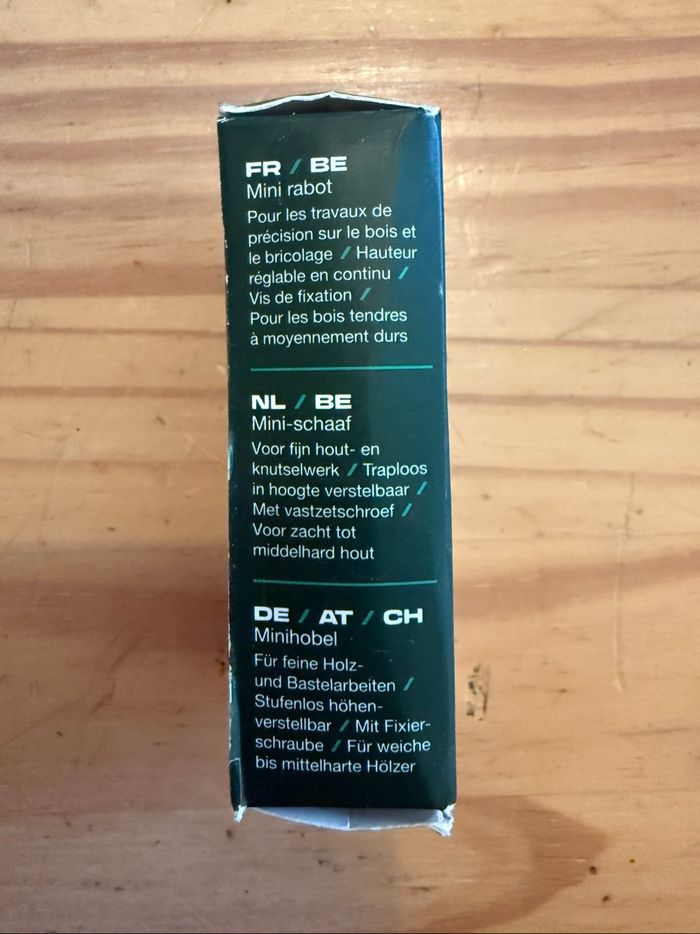 FR / BE
Mini rabot
Pour les travaux de
précision sur le bois et
le bricolage / Hauteur
réglable en continu /
Vis de fixation /
Pour les bois tendres
à moyennement durs
NL / BE
Mini-schaaf
Voor fijn hout- en
knutselwerk / Traploos
in hoogte verstelbaar /
Met vastzetschroef /
Voor zacht tot
middelhard hout
DE / AT / CH
Minihobel
Für feine Holz-
und Bastelarbeiten /
Stufenlos höhen-
verstellbar / Mit Fixier-
schraube / Für weiche
bis mittelharte Hölzer